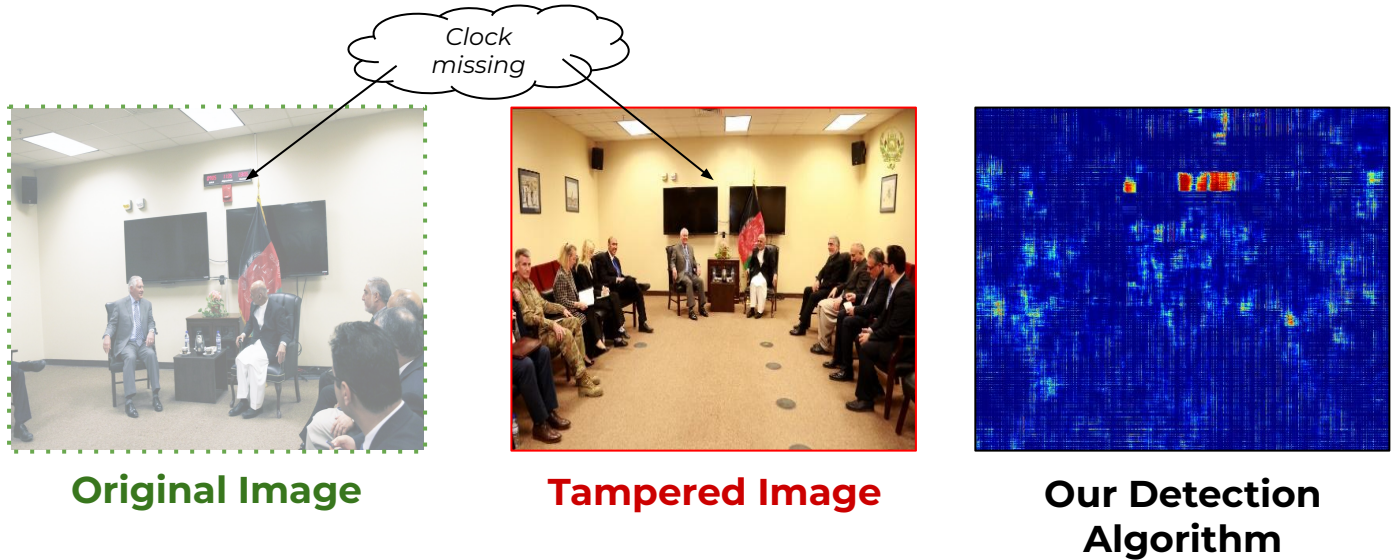 Clock
missing
Original Image
Tampered Image
Our Detection
Algorithm